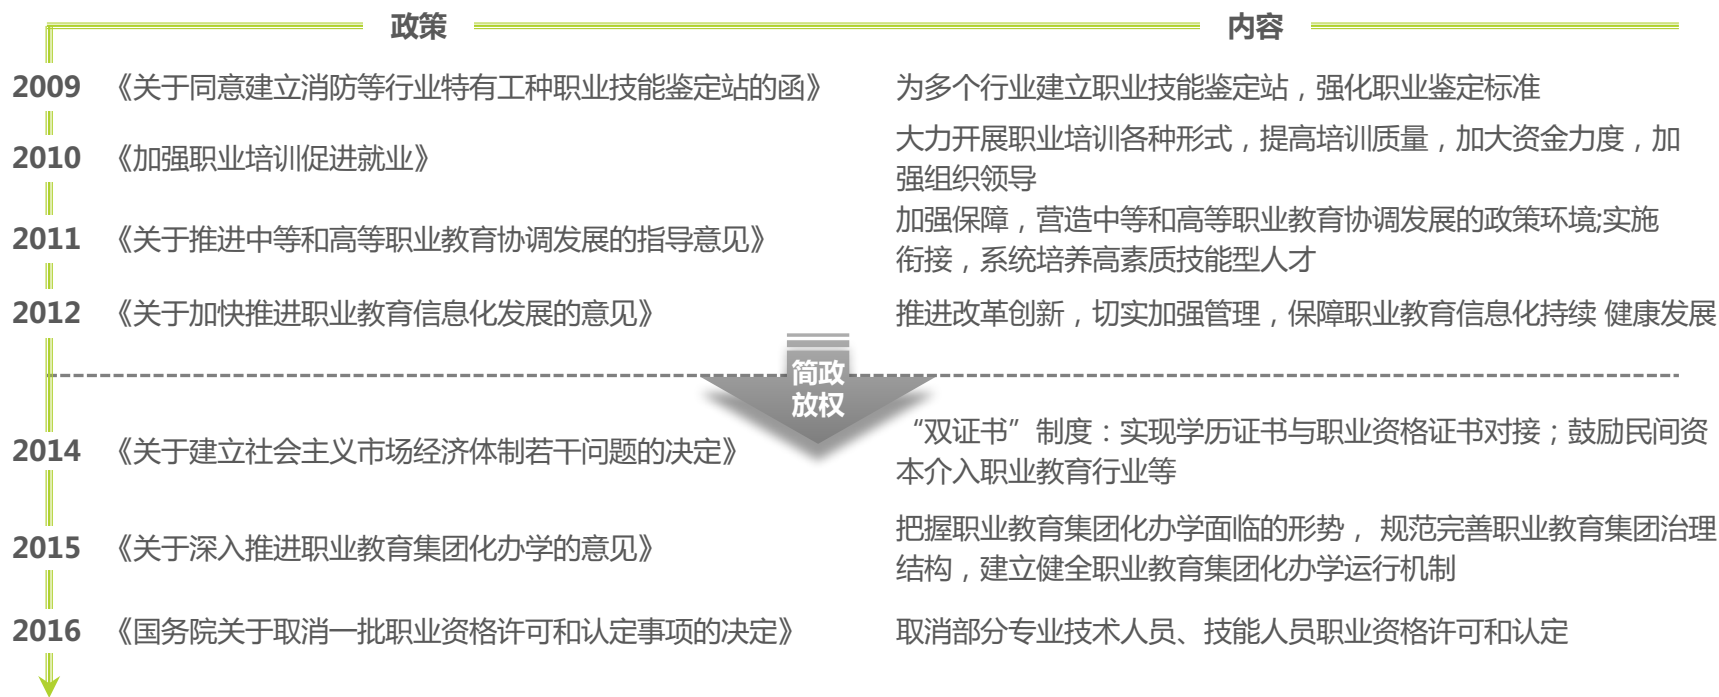 政策 内容
2009 《关于同意建立消防等行业特有工种职业技能鉴定站的函》 为多个行业建立职业技能鉴定站，强化职业鉴定标准
2010 《加强职业培训促进就业》 大力开展职业培训各种形式，提高培训质量，加大资金力度，加
强组织领导
2011 《关于推进中等和高等职业教育协调发展的指导意见》 加强保障，营造中等和高等职业教育协调发展的政策环境;实施
衔接，系统培养高素质技能型人才
2012 《关于加快推进职业教育信息化发展的意见》 推进改革创新，切实加强管理，保障职业教育信息化持续 健康发展
简政
放权
2014 《关于建立社会主义市场经济体制若干问题的决定》 “双证书”制度：实现学历证书与职业资格证书对接；鼓励民间资
本介入职业教育行业等
2015 《关于深入推进职业教育集团化办学的意见》 把握职业教育集团化办学面临的形势， 规范完善职业教育集团治理
结构，建立健全职业教育集团化办学运行机制
2016 《国务院关于取消一批职业资格许可和认定事项的决定》 取消部分专业技术人员、技能人员职业资格许可和认定